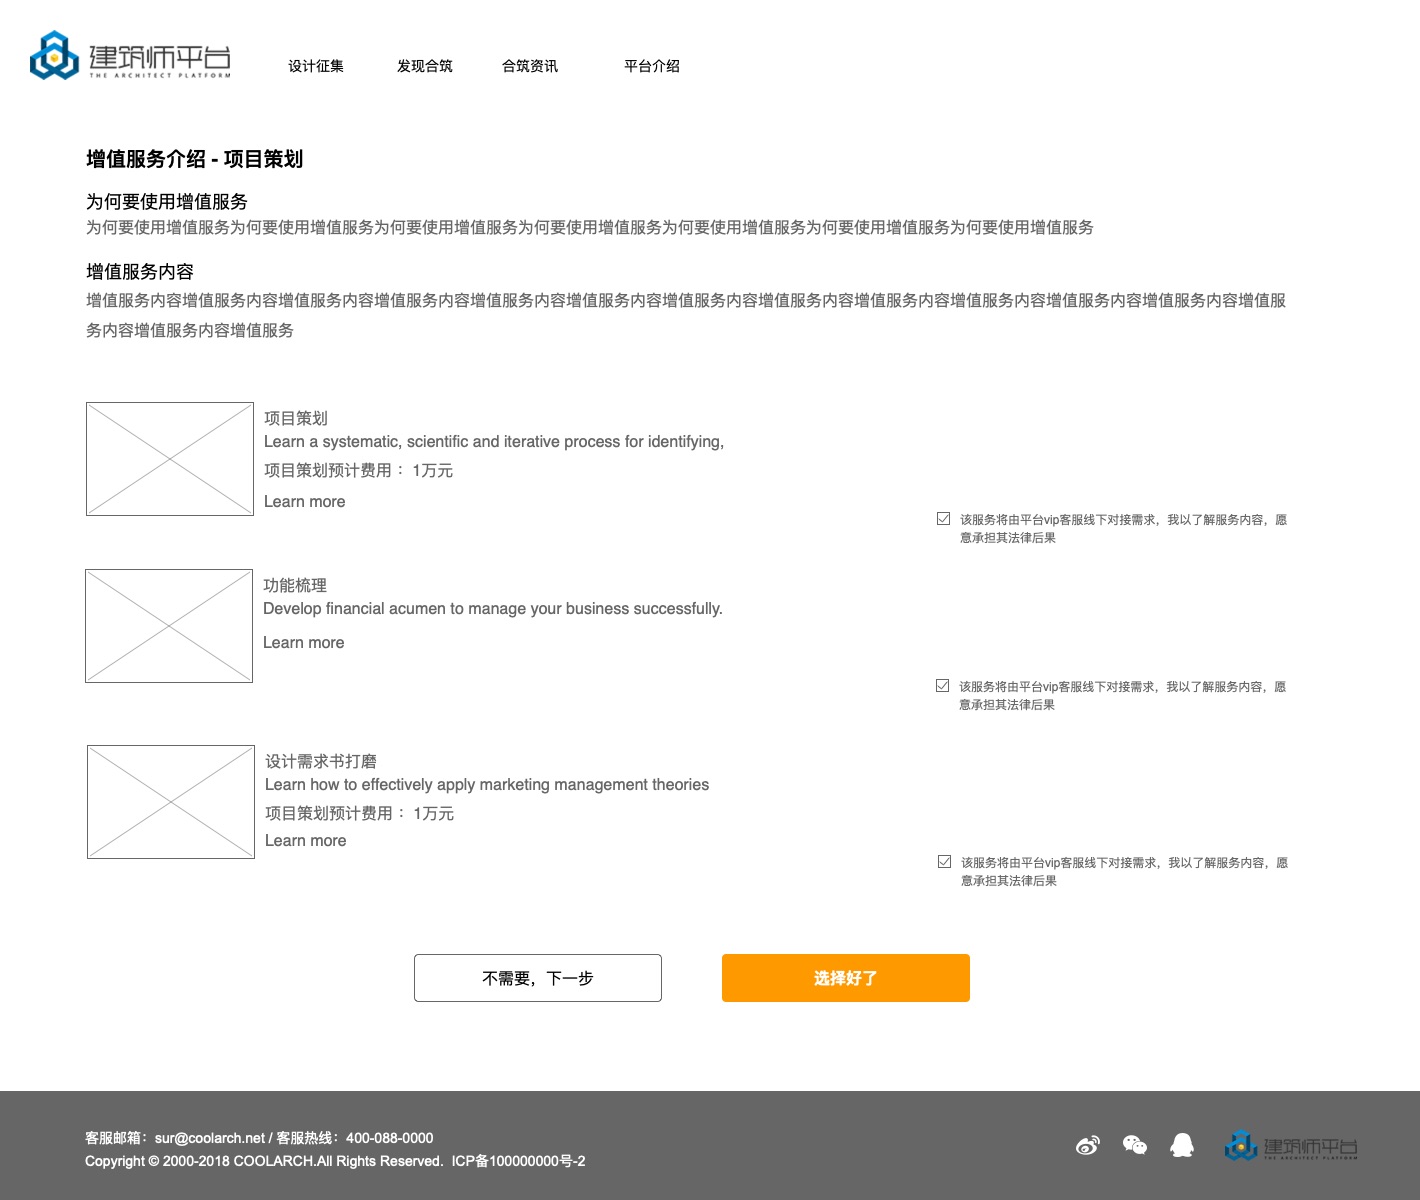 建筑师平台
THE ARCHITECT PLATFORM
设计征集 发现合筑 合筑资讯 平台介绍
增值服务介绍 - 项目策划
为何要使用增值服务
为何要使用增值服务为何要使用增值服务为何要使用增值服务为何要使用增值服务为何要使用增值服务为何要使用增值服务为何要使用增值服务
增值服务内容
增值服务内容增值服务内容增值服务内容增值服务内容增值服务内容增值服务内容增值服务内容增值服务内容增值服务内容增值服务内容增值服务内容增值服务内容增值服
务内容增值服务内容增值服务
项目策划
Learn a systematic, scientific and iterative process for identifying,
项目策划预计费用： 1万元
Learn more
该服务将由平台vip客服线下对接需求，我以了解服务内容，愿
意承担其法律后果
功能梳理
Develop financial acumen to manage your business successfully.
Learn more
该服务将由平台vip客服线下对接需求，我以了解服务内容，愿
意承担其法律后果
设计需求书打磨
Learn how to effectively apply marketing management theories
项目策划预计费用： 1万元
Learn more
该服务将由平台vip客服线下对接需求，我以了解服务内容，愿
意承担其法律后果
不需要，下一步 选择好了
客服邮箱：sur@coolarch.net / 客服热线：400-088-0000
Copyright © 2000-2018 COOLARCH.All Rights Reserved. ICP备100000000号-2
建筑师平台
THE ARCHITECT PLATFORM